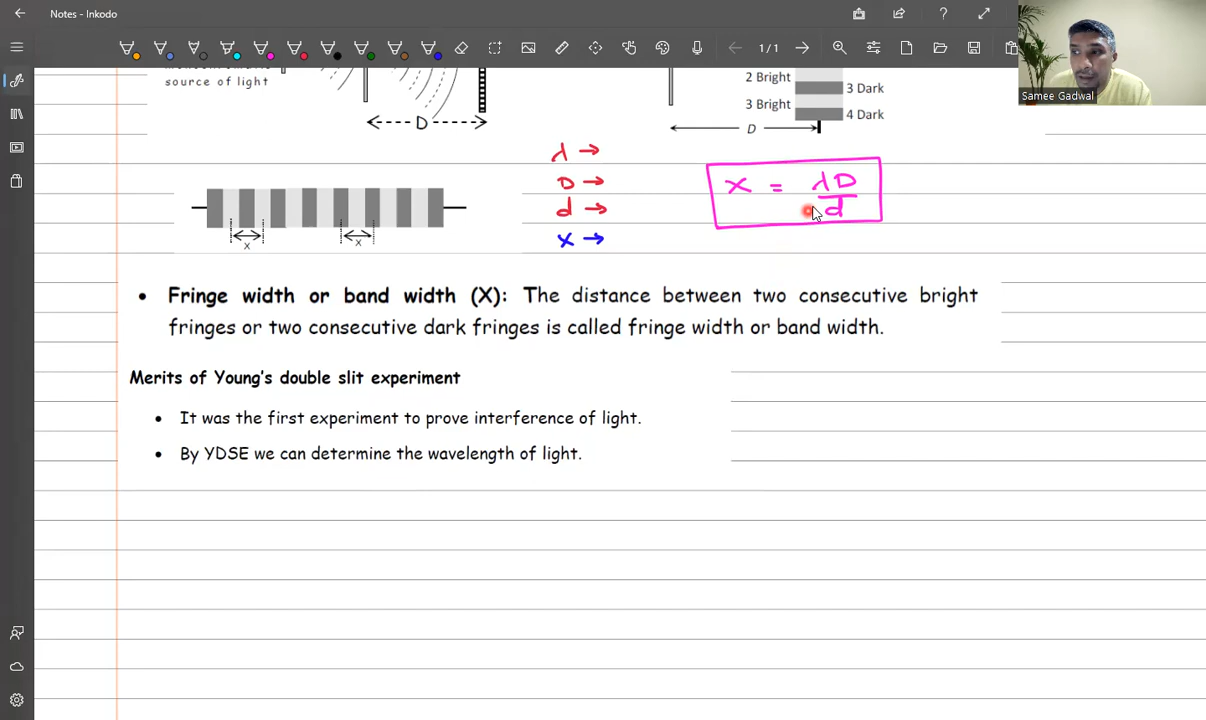 Notes - Inkodo
1/1
Samee Gadwal
source of light
D
2 Bright
3 Dark
3 Bright
4 Dark
D
λ →
D →
d →
X →
X = λD
d
x
x
• Fringe width or band width (X): The distance between two consecutive bright
fringes or two consecutive dark fringes is called fringe width or band width.
Merits of Young's double slit experiment
• It was the first experiment to prove interference of light.
• By YDSE we can determine the wavelength of light.